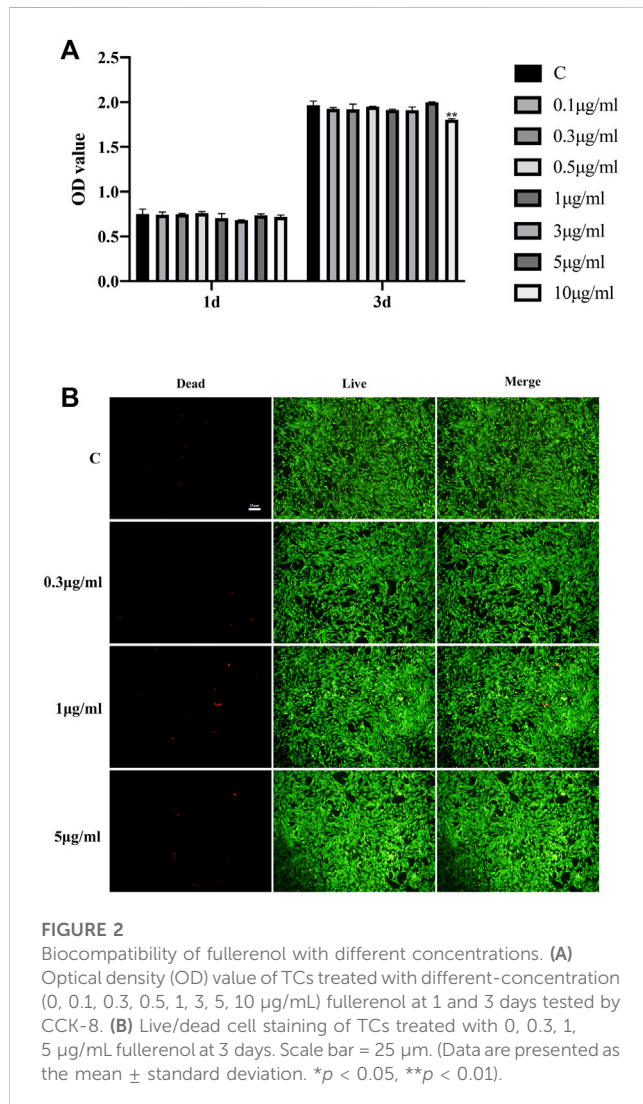 A
2.5
2.0
1.5
1.0
0.5
0.0
OD value
1d
3d
**
C
0.1μg/ml
0.3μg/ml
0.5μg/ml
1μg/ml
3μg/ml
5μg/ml
10μg/ml
B
Dead Live Merge
C
0.3μg/ml
1μg/ml
5μg/ml
FIGURE 2
Biocompatibility of fullerenol with different concentrations. (A)
Optical density (OD) value of TCs treated with different-concentration
(0, 0.1, 0.3, 0.5, 1, 3, 5, 10 μg/mL) fullerenol at 1 and 3 days tested by
CCK-8. (B) Live/dead cell staining of TCs treated with 0, 0.3, 1,
5 μg/mL fullerenol at 3 days. Scale bar = 25 μm. (Data are presented as
the mean ± standard deviation. *p < 0.05, **p < 0.01).